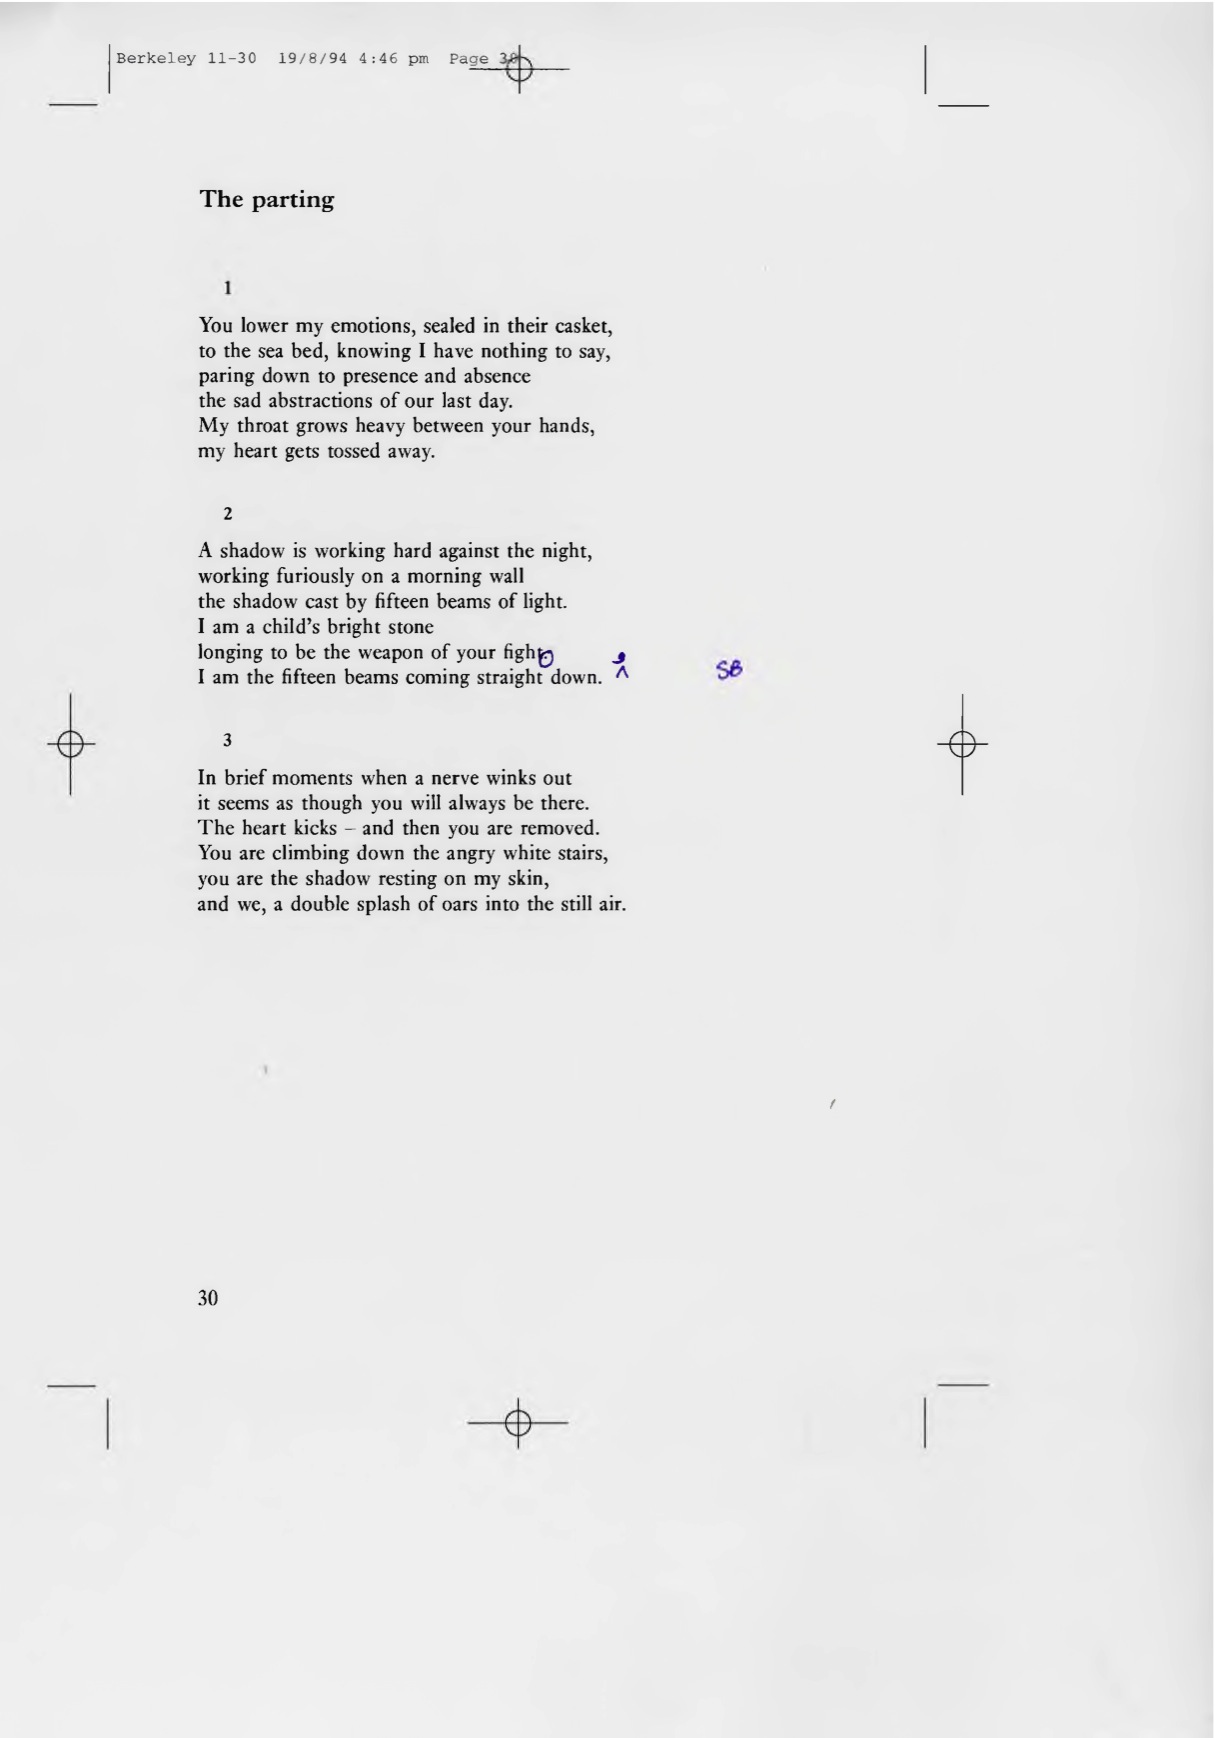 Berkeley 11-30 19/8/94 4:46 pm Page 30
The parting
1
You lower my emotions, sealed in their casket,
to the sea bed, knowing I have nothing to say,
paring down to presence and absence
the sad abstractions of our last day.
My throat grows heavy between your hands,
my heart gets tossed away.
2
A shadow is working hard against the night,
working furiously on a morning wall
the shadow cast by fifteen beams of light.
I am a child's bright stone
longing to be the weapon of your fight.
I am the fifteen beams coming straight down.
, SB
3
In brief moments when a nerve winks out
it seems as though you will always be there.
The heart kicks – and then you are removed.
You are climbing down the angry white stairs,
you are the shadow resting on my skin,
and we, a double splash of oars into the still air.
30